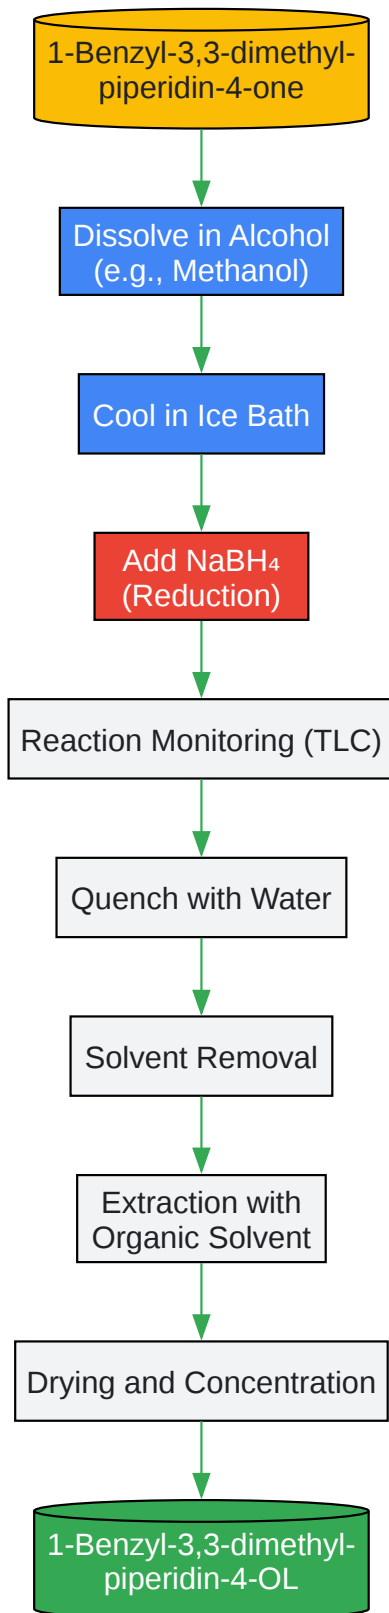 1-Benzyl-3,3-dimethyl-
piperidin-4-one
Dissolve in Alcohol
(e.g., Methanol)
Cool in Ice Bath
Add NaBH₄
(Reduction)
Reaction Monitoring (TLC)
Quench with Water
Solvent Removal
Extraction with
Organic Solvent
Drying and Concentration
1-Benzyl-3,3-dimethyl-
piperidin-4-OL